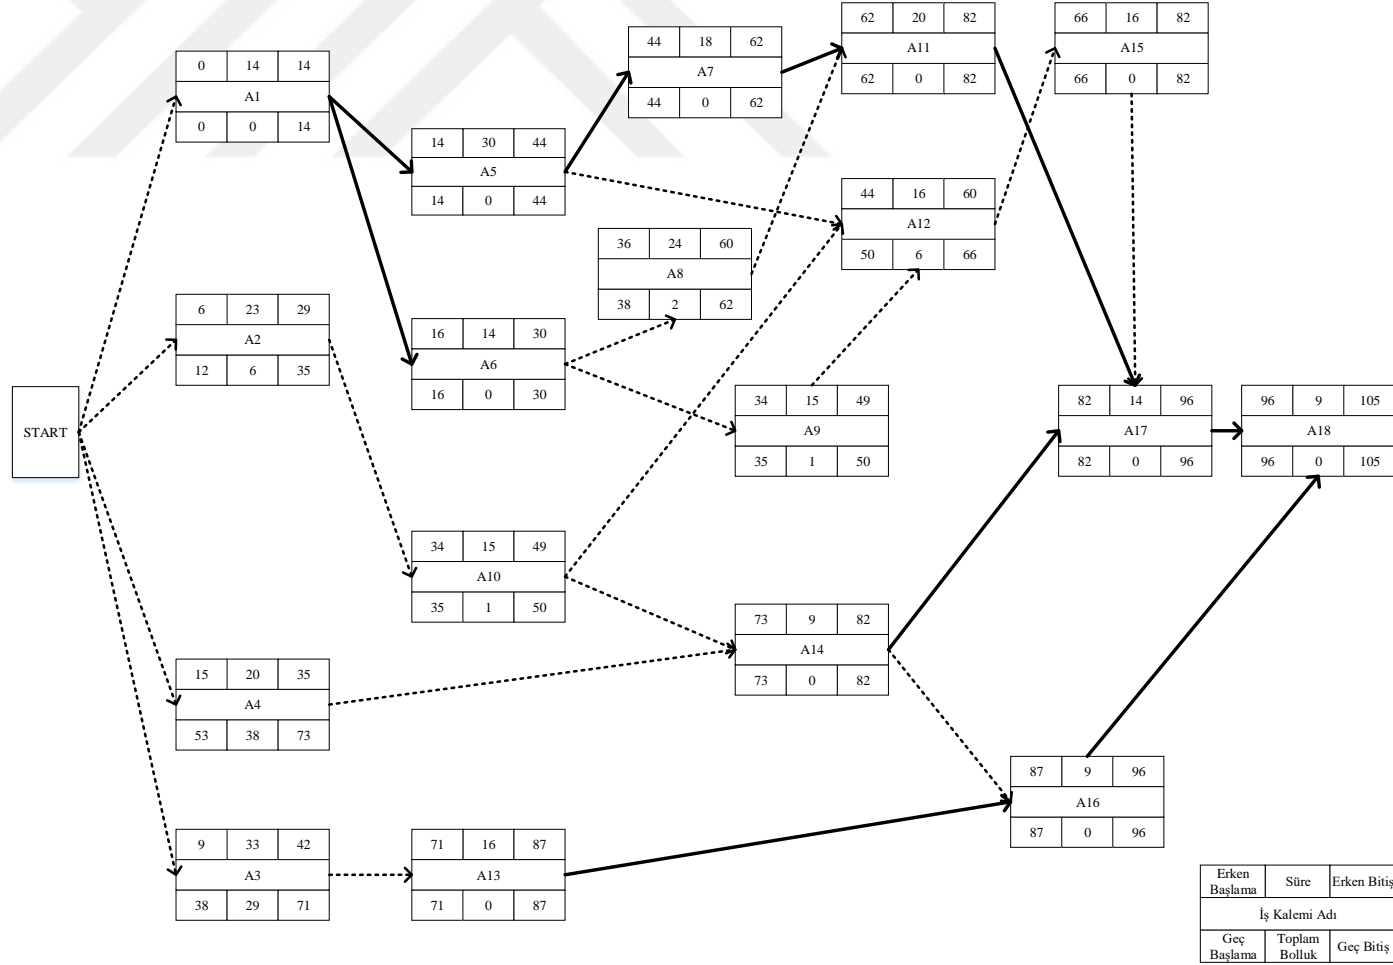 62 20 82
A11
62 0 82
66 16 82
A15
66 0 82
44 18 62
A7
44 0 62
0 14 14
A1
0 0 14
14 30 44
A5
14 0 44
44 16 60
A12
50 6 66
36 24 60
A8
38 2 62
6 23 29
A2
12 6 35
16 14 30
A6
16 0 30
START
34 15 49
A9
35 1 50
82 14 96
A17
82 0 96
96 9 105
A18
96 0 105
34 15 49
A10
35 1 50
73 9 82
A14
73 0 82
15 20 35
A4
53 38 73
87 9 96
A16
87 0 96
9 33 42
A3
38 29 71
71 16 87
A13
71 0 87
Erken
Başlama
Süre
Erken Bitiş
İş Kalemi Adı
Geç
Başlama
Toplam
Bolluk
Geç Bitiş